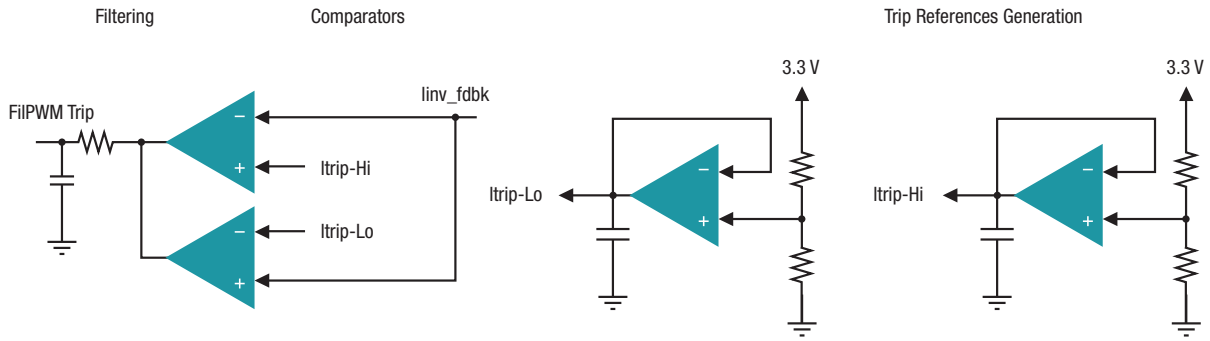 Filtering
Comparators
Trip References Generation
FilPWM Trip
Iinv_fdbk
Itrip-Hi
Itrip-Lo
−
+
−
+
3.3 V
Itrip-Lo
−
+
3.3 V
Itrip-Hi
−
+